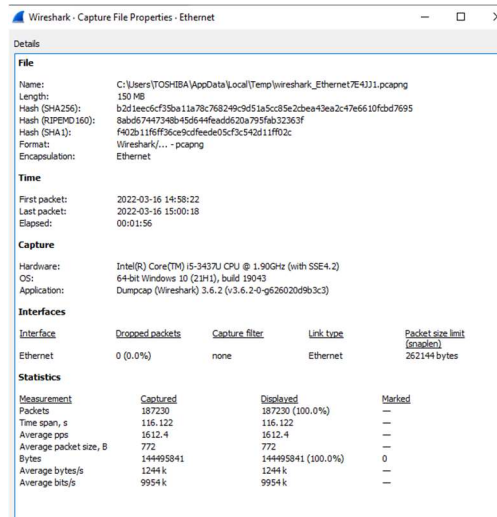 Wireshark · Capture File Properties · Ethernet
Details
File
Name: C:\Users\TOSHIBA\AppData\Local\Temp\wireshark_Ethernet7E4JJ1.pcapng
Length: 150 MB
Hash (SHA256): b2d1eec6cf35ba11a78c768249c9d51a5cc85e2cbea43ea2c47e6610fcbd7695
Hash (RIPEMD160): 8abd67447348b45d644feadd620a795fab32363f
Hash (SHA1): f402b11f6ff36ce9cdfeede05cf3c542d11ff02c
Format: Wireshark/... - pcapng
Encapsulation: Ethernet
Time
First packet: 2022-03-16 14:58:22
Last packet: 2022-03-16 15:00:18
Elapsed: 00:01:56
Capture
Hardware: Intel(R) Core(TM) i5-3437U CPU @ 1.90GHz (with SSE4.2)
OS: 64-bit Windows 10 (21H1), build 19043
Application: Dumpcap (Wireshark) 3.6.2 (v3.6.2-0-g626020d9b3c3)
Interfaces
Interface Dropped packets Capture filter Link type Packet size limit (snaplen)
Ethernet 0 (0.0%) none Ethernet 262144 bytes
Statistics
Measurement Captured Displayed Marked
Packets 187230 187230 (100.0%) —
Time span, s 116.122 116.122 —
Average pps 1612.4 1612.4 —
Average packet size, B 772 772 —
Bytes 144495841 144495841 (100.0%) 0
Average bytes/s 1244 k 1244 k —
Average bits/s 9954 k 9954 k —